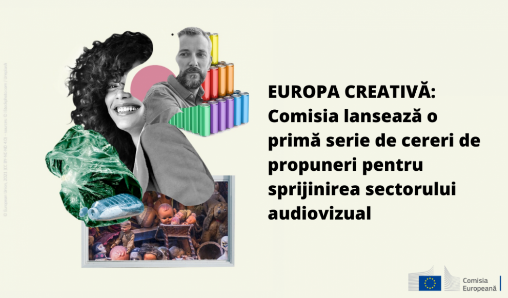 EUROPA CREATIVĂ:
Comisia lansează o
primă serie de cereri de
propuneri pentru
sprijinirea sectorului
audiovizual
Comisia
Europeană